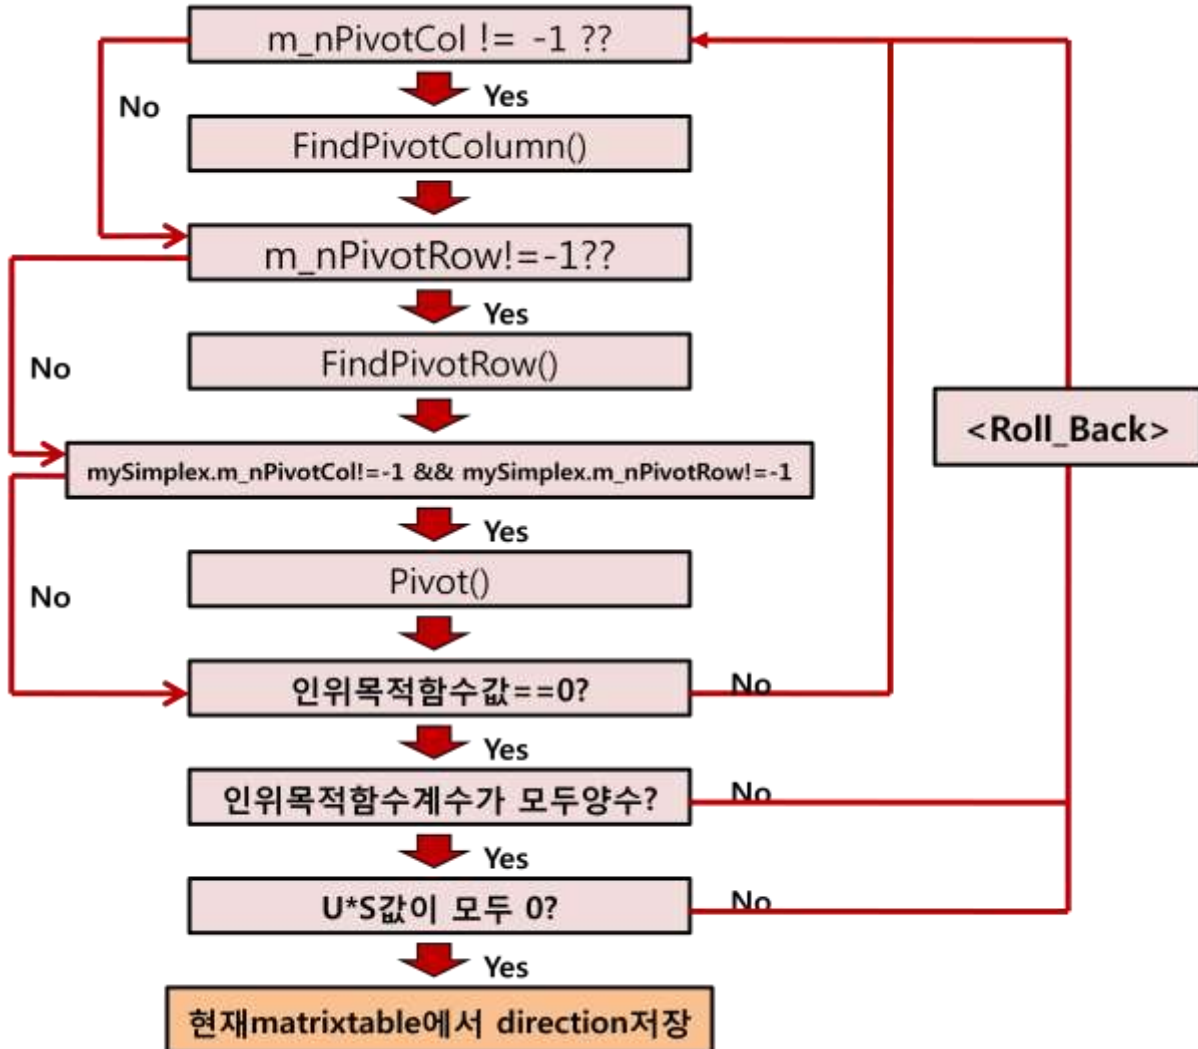 m_nPivotCol != -1 ??
No
Yes
FindPivotColumn()
m_nPivotRow!=-1??
Yes
No
FindPivotRow()
<Roll_Back>
mySimplex.m_nPivotCol!=-1 && mySimplex.m_nPivotRow!=-1
Yes
No
Pivot()
인위목적함수값==0?
No
Yes
인위목적함수계수가 모두양수?
No
Yes
U*S값이 모두 0?
No
Yes
현재matrixtable에서 direction저장